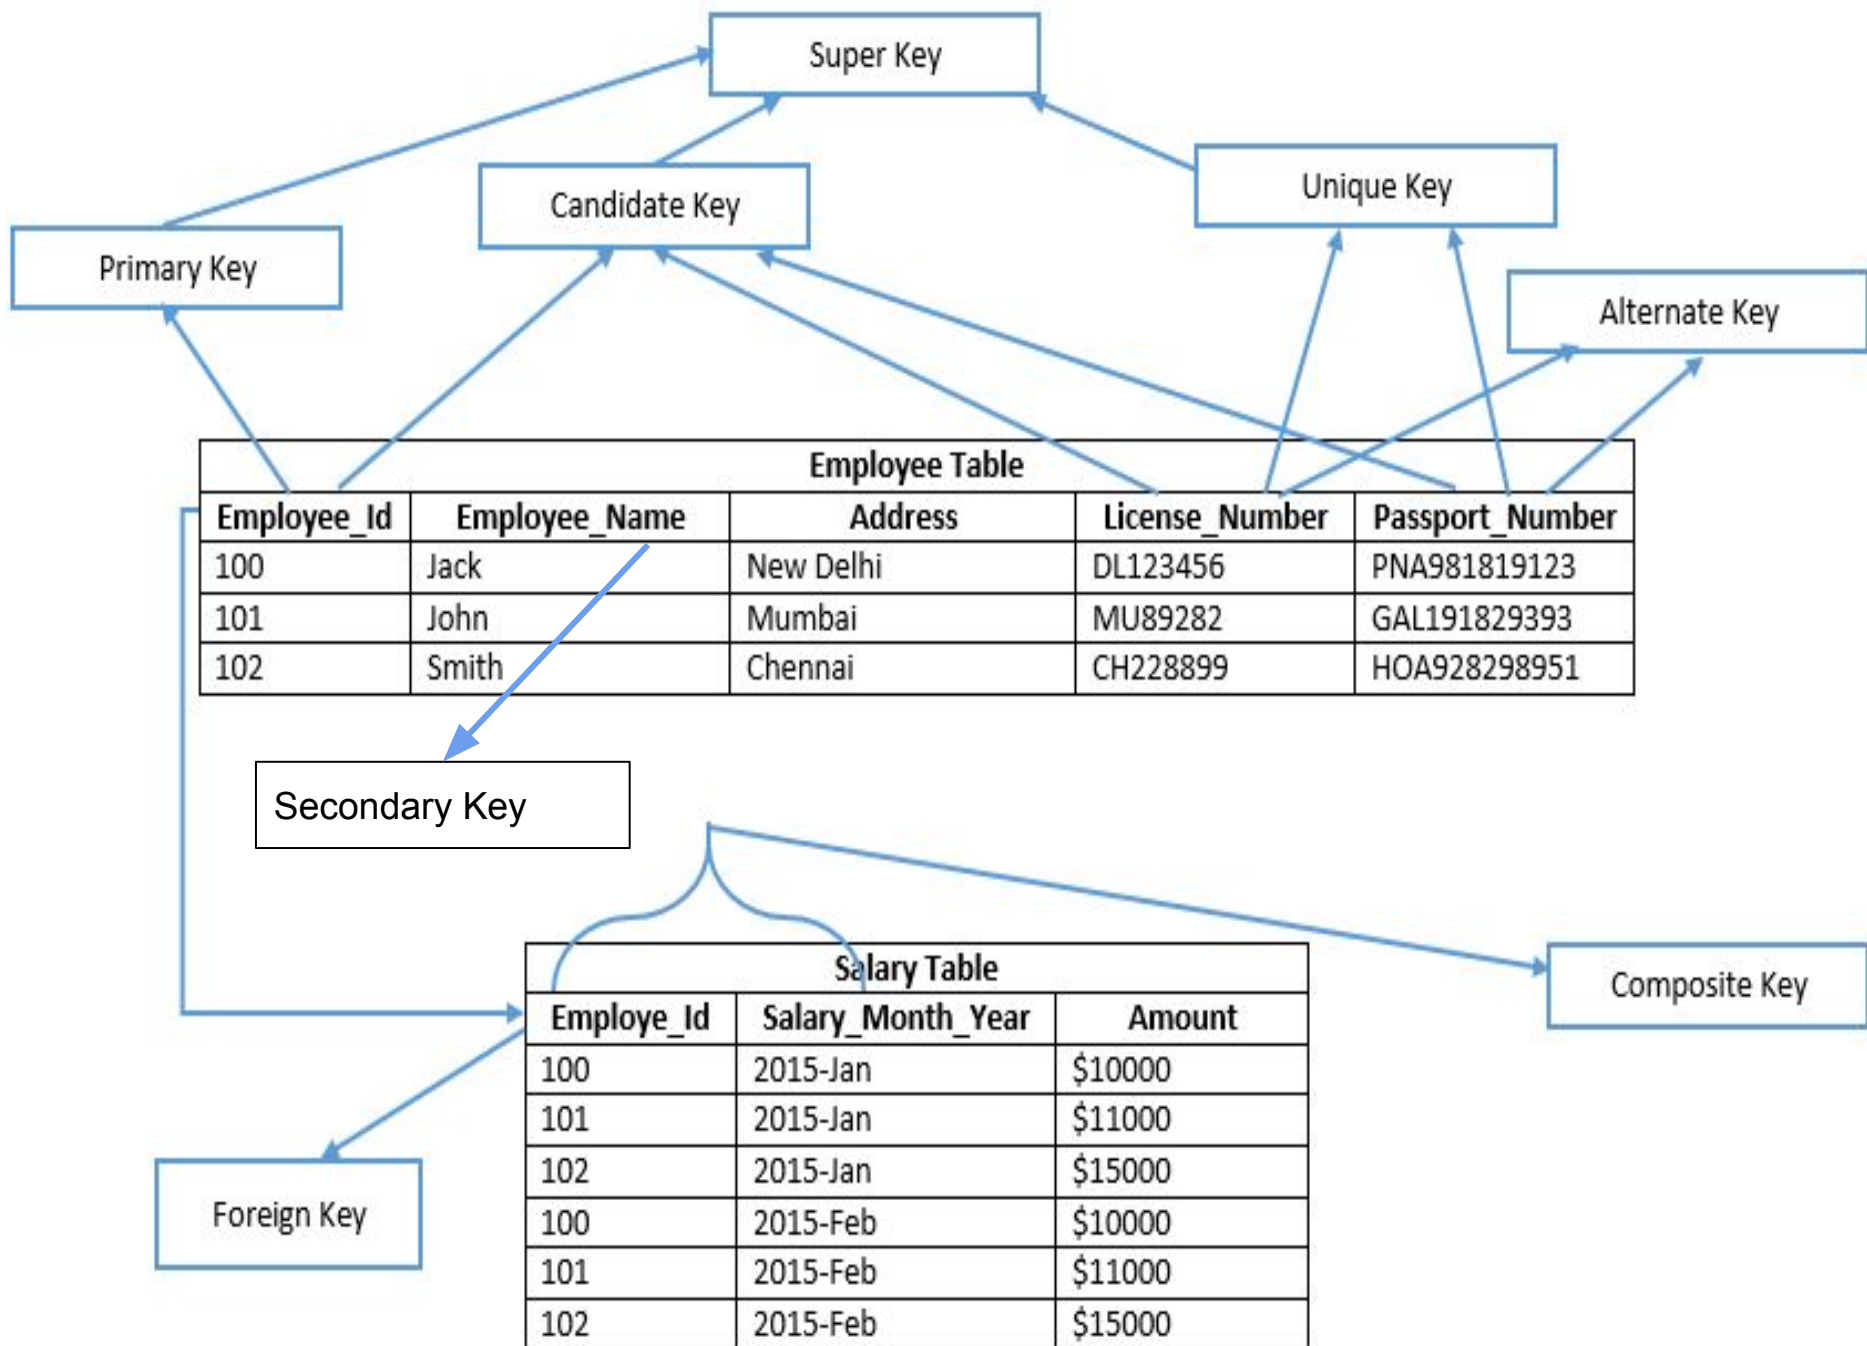 Super Key
Candidate Key
Unique Key
Primary Key
Alternate Key
Employee Table
Employee_Id Employee_Name Address License_Number Passport_Number
100 Jack New Delhi DL123456 PNA981819123
101 John Mumbai MU89282 GAL191829393
102 Smith Chennai CH228899 HOA928298951
Secondary Key
Salary Table
Composite Key
Employe_Id Salary_Month_Year Amount
100 2015-Jan $10000
101 2015-Jan $11000
102 2015-Jan $15000
Foreign Key
100 2015-Feb $10000
101 2015-Feb $11000
102 2015-Feb $15000